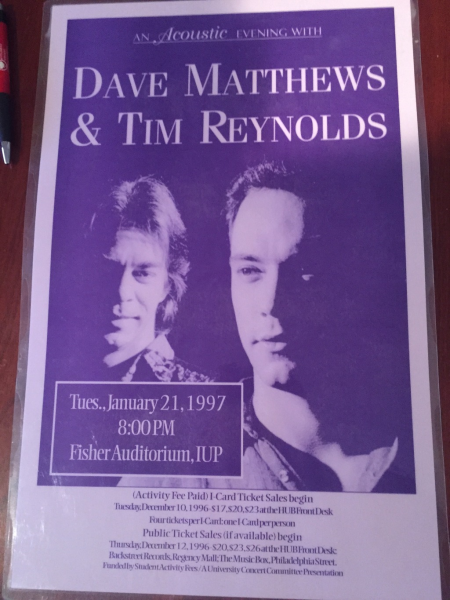 AN Acoustic EVENING WITH
DAVE MATTHEWS
& TIM REYNOLDS
Tues., January 21, 1997
8:00 PM
Fisher Auditorium, IUP
(Activity Fee Paid) I-Card Ticket Sales begin
Tuesday, December 10, 1996-$17, $20, $23 at the HUB Front Desk
Four tickets per I-Card: one I-Card per person
Public Ticket Sales (if available) begin
Thursday, December 12, 1996-$20, $23, $26 at the HUB Front Desk:
Backstreet Records, Regency Mall; The Music Box, Philadelphia Street.
Funded by Student Activity Fees / A University Concert Committee Presentation